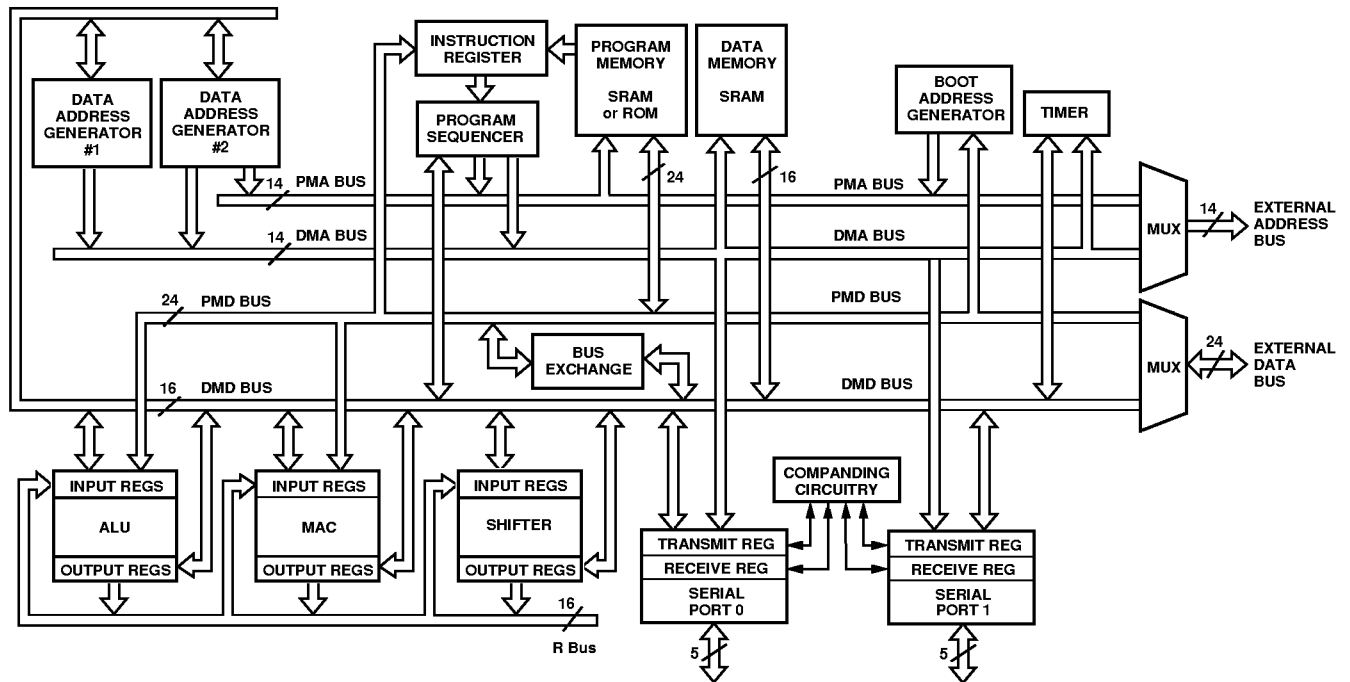 INSTRUCTION
REGISTER
PROGRAM
MEMORY
SRAM
or ROM
DATA
MEMORY
SRAM
BOOT
ADDRESS
GENERATOR
TIMER
DATA
ADDRESS
GENERATOR
#1
DATA
ADDRESS
GENERATOR
#2
PROGRAM
SEQUENCER
24
16
14
PMA BUS
PMA BUS
14
DMA BUS
DMA BUS
MUX
14
EXTERNAL
ADDRESS
BUS
24
PMD BUS
PMD BUS
BUS
EXCHANGE
MUX
24
EXTERNAL
DATA
BUS
16
DMD BUS
DMD BUS
INPUT REGS
ALU
OUTPUT REGS
INPUT REGS
MAC
OUTPUT REGS
INPUT REGS
SHIFTER
OUTPUT REGS
16
R Bus
COMPANDING
CIRCUITRY
TRANSMIT REG
RECEIVE REG
SERIAL
PORT 0
5
TRANSMIT REG
RECEIVE REG
SERIAL
PORT 1
5